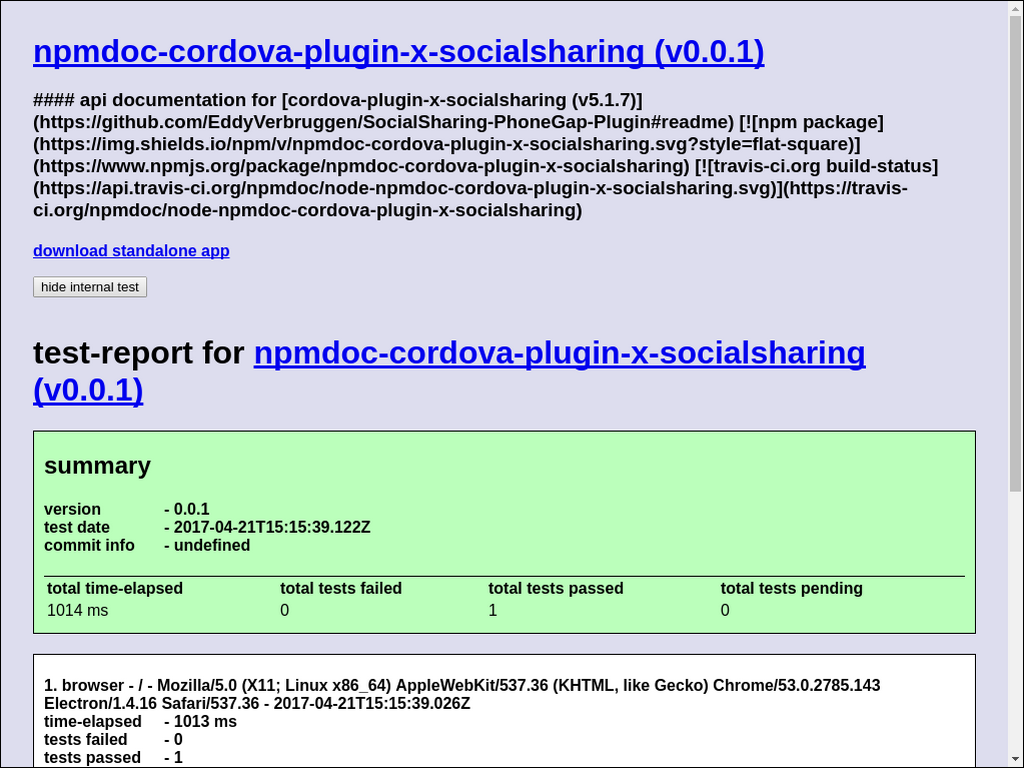 npmdoc-cordova-plugin-x-socialsharing (v0.0.1)
#### api documentation for [cordova-plugin-x-socialsharing (v5.1.7)]
(https://github.com/EddyVerbruggen/SocialSharing-PhoneGap-Plugin#readme) [![npm package]
(https://img.shields.io/npm/v/npmdoc-cordova-plugin-x-socialsharing.svg?style=flat-square)]
(https://www.npmjs.org/package/npmdoc-cordova-plugin-x-socialsharing) [![travis-ci.org build-status]
(https://api.travis-ci.org/npmdoc/node-npmdoc-cordova-plugin-x-socialsharing.svg)](https://travis-
ci.org/npmdoc/node-npmdoc-cordova-plugin-x-socialsharing)
download standalone app
hide internal test
test-report for npmdoc-cordova-plugin-x-socialsharing
(v0.0.1)
summary
version - 0.0.1
test date - 2017-04-21T15:15:39.122Z
commit info - undefined
total time-elapsed total tests failed total tests passed total tests pending
1014 ms 0 1 0
1. browser - / - Mozilla/5.0 (X11; Linux x86_64) AppleWebKit/537.36 (KHTML, like Gecko) Chrome/53.0.2785.143
Electron/1.4.16 Safari/537.36 - 2017-04-21T15:15:39.026Z
time-elapsed - 1013 ms
tests failed - 0
tests passed - 1